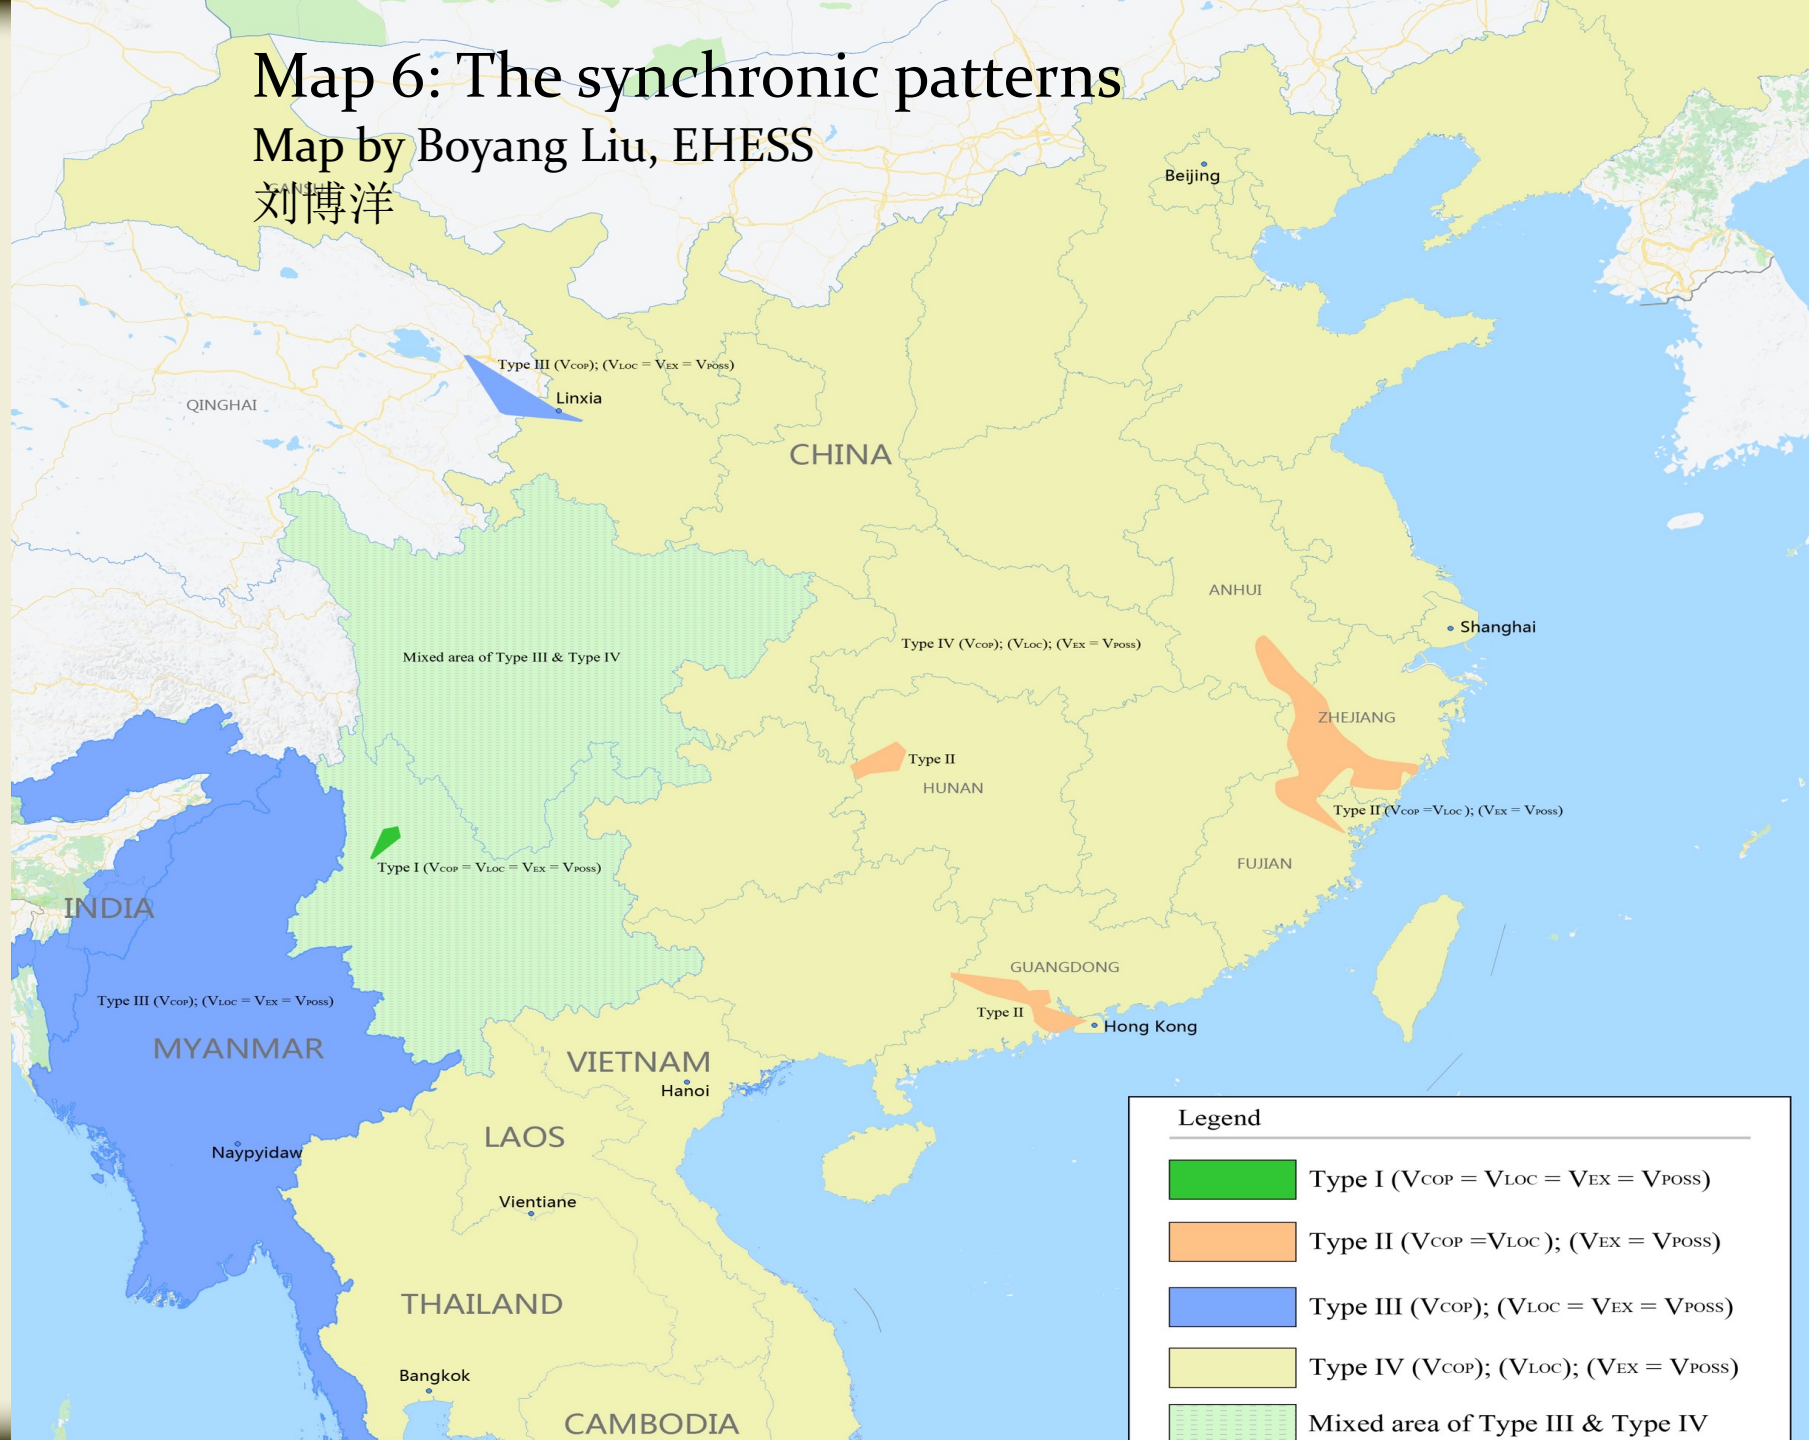 Map 6: The synchronic patterns
Map by Boyang Liu, EHESS
GANSU
刘博洋
Beijing
Type III (VCOP); (VLOC = VEX = VPOSS)
Linxia
QINGHAI
CHINA
ANHUI
Shanghai
Type IV (VCOP); (VLOC); (VEX = VPOSS)
Mixed area of Type III & Type IV
ZHEJIANG
Type II
HUNAN
Type II (VCOP =VLOC ); (VEX = VPOSS)
FUJIAN
Type I (VCOP = VLOC = VEX = VPOSS)
INDIA
GUANGDONG
Type III (VCOP); (VLOC = VEX = VPOSS)
Type II
Hong Kong
MYANMAR
VIETNAM
Hanoi
LAOS
Naypyidaw
Vientiane
THAILAND
Bangkok
CAMBODIA
Legend
Type I (VCOP = VLOC = VEX = VPOSS)
Type II (VCOP =VLOC ); (VEX = VPOSS)
Type III (VCOP); (VLOC = VEX = VPOSS)
Type IV (VCOP); (VLOC); (VEX = VPOSS)
Mixed area of Type III & Type IV